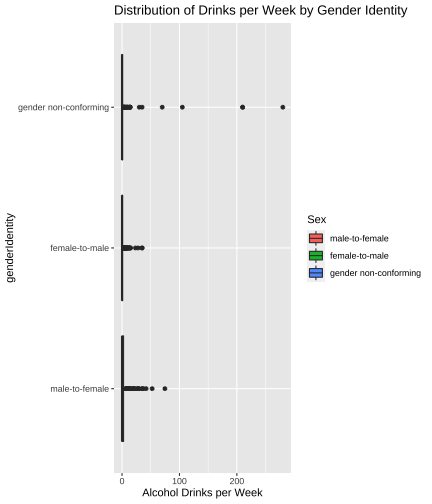 Distribution of Drinks per Week by Gender Identity
genderIdentity
gender non-conforming
female-to-male
male-to-female
0 100 200
Alcohol Drinks per Week
Sex
male-to-female
female-to-male
gender non-conforming